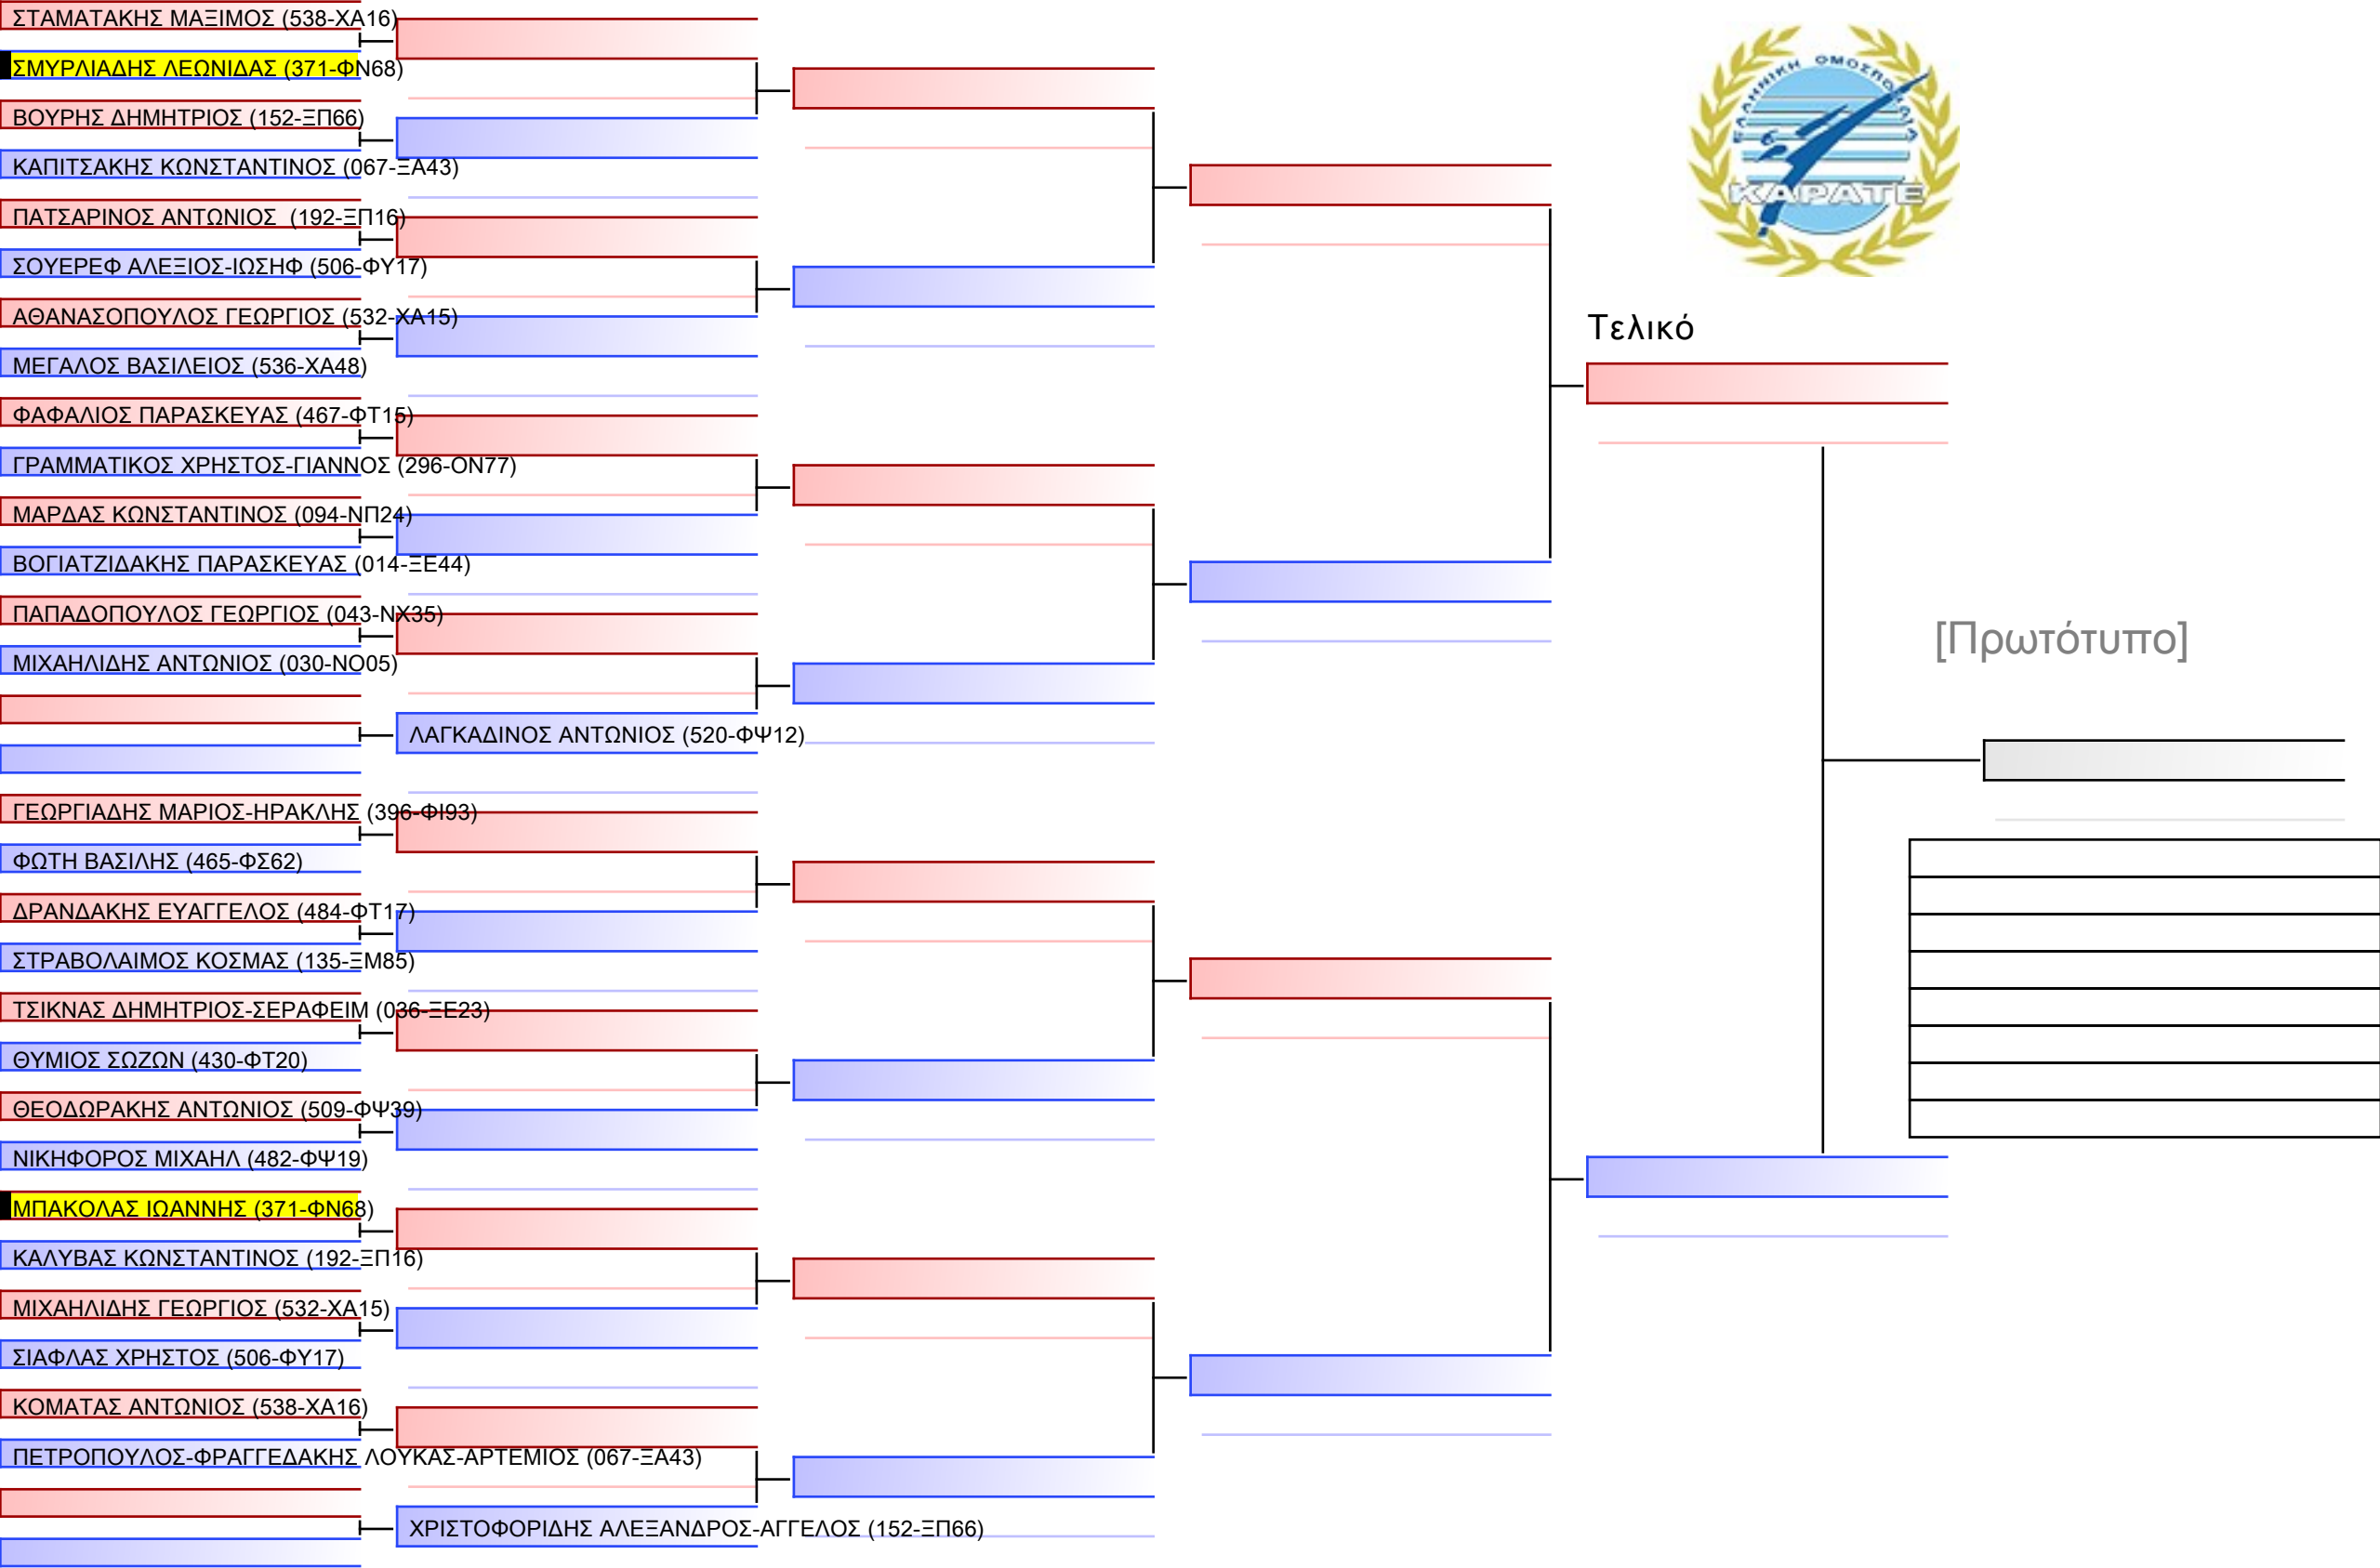 ΣΤΑΜΑΤΑΚΗΣ ΜΑΞΙΜΟΣ (538-ΧΑ16)
ΣΜΥΡΛΙΑΔΗΣ ΛΕΩΝΙΔΑΣ (371-ΦΝ68)
ΒΟΥΡΗΣ ΔΗΜΗΤΡΙΟΣ (152-ΞΠ66)
ΚΑΠΙΤΣΑΚΗΣ ΚΩΝΣΤΑΝΤΙΝΟΣ (067-ΞΑ43)
ΠΑΤΣΑΡΙΝΟΣ ΑΝΤΩΝΙΟΣ (192-ΞΠ16)
ΣΟΥΕΡΕΦ ΑΛΕΞΙΟΣ-ΙΩΣΗΦ (506-ΦΥ17)
ΑΘΑΝΑΣΟΠΟΥΛΟΣ ΓΕΩΡΓΙΟΣ (532-ΧΑ15)
ΜΕΓΑΛΟΣ ΒΑΣΙΛΕΙΟΣ (536-ΧΑ48)
ΦΑΦΑΛΙΟΣ ΠΑΡΑΣΚΕΥΑΣ (467-ΦΤ15)
ΓΡΑΜΜΑΤΙΚΟΣ ΧΡΗΣΤΟΣ-ΓΙΑΝΝΟΣ (296-ΟΝ77)
ΜΑΡΔΑΣ ΚΩΝΣΤΑΝΤΙΝΟΣ (094-ΝΠ24)
ΒΟΓΙΑΤΖΙΔΑΚΗΣ ΠΑΡΑΣΚΕΥΑΣ (014-ΞΕ44)
ΠΑΠΑΔΟΠΟΥΛΟΣ ΓΕΩΡΓΙΟΣ (043-ΝΧ35)
ΜΙΧΑΗΛΙΔΗΣ ΑΝΤΩΝΙΟΣ (030-ΝΟ05)
ΛΑΓΚΑΔΙΝΟΣ ΑΝΤΩΝΙΟΣ (520-ΦΨ12)
ΓΕΩΡΓΙΑΔΗΣ ΜΑΡΙΟΣ-ΗΡΑΚΛΗΣ (396-ΦΙ93)
ΦΩΤΗ ΒΑΣΙΛΗΣ (465-ΦΣ62)
ΔΡΑΝΔΑΚΗΣ ΕΥΑΓΓΕΛΟΣ (484-ΦΤ17)
ΣΤΡΑΒΟΛΑΙΜΟΣ ΚΟΣΜΑΣ (135-ΞΜ85)
ΤΣΙΚΝΑΣ ΔΗΜΗΤΡΙΟΣ-ΣΕΡΑΦΕΙΜ (036-ΞΕ23)
ΘΥΜΙΟΣ ΣΩΖΩΝ (430-ΦΤ20)
ΘΕΟΔΩΡΑΚΗΣ ΑΝΤΩΝΙΟΣ (509-ΦΨ39)
ΝΙΚΗΦΟΡΟΣ ΜΙΧΑΗΛ (482-ΦΨ19)
ΜΠΑΚΟΛΑΣ ΙΩΑΝΝΗΣ (371-ΦΝ68)
ΚΑΛΥΒΑΣ ΚΩΝΣΤΑΝΤΙΝΟΣ (192-ΞΠ16)
ΜΙΧΑΗΛΙΔΗΣ ΓΕΩΡΓΙΟΣ (532-ΧΑ15)
ΣΙΑΦΛΑΣ ΧΡΗΣΤΟΣ (506-ΦΥ17)
ΚΟΜΑΤΑΣ ΑΝΤΩΝΙΟΣ (538-ΧΑ16)
ΠΕΤΡΟΠΟΥΛΟΣ-ΦΡΑΓΓΕΔΑΚΗΣ ΛΟΥΚΑΣ-ΑΡΤΕΜΙΟΣ (067-ΞΑ43)
ΧΡΙΣΤΟΦΟΡΙΔΗΣ ΑΛΕΞΑΝΔΡΟΣ-ΑΓΓΕΛΟΣ (152-ΞΠ66)
ΕΛΛΗΝΙΚΗ ΟΜΟΣΠΟΝΔΙΑ
ΚΑΡΑΤΕ
Τελικό
[Πρωτότυπο]